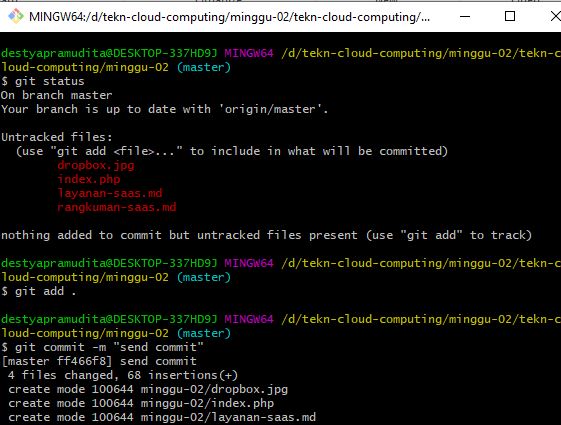 MINGW64:/d/tekn-cloud-computing/minggu-02/tekn-cloud-computing/...
destyapramudita@DESKTOP-337HD9J MINGW64 /d/tekn-cloud-computing/minggu-02/tekn-c
loud-computing/minggu-02 (master)
$ git status
On branch master
Your branch is up to date with 'origin/master'.
Untracked files:
(use "git add <file>..." to include in what will be committed)
dropbox.jpg
index.php
layanan-saas.md
rangkuman-saas.md
nothing added to commit but untracked files present (use "git add" to track)
destyapramudita@DESKTOP-337HD9J MINGW64 /d/tekn-cloud-computing/minggu-02/tekn-c
loud-computing/minggu-02 (master)
$ git add .
destyapramudita@DESKTOP-337HD9J MINGW64 /d/tekn-cloud-computing/minggu-02/tekn-c
loud-computing/minggu-02 (master)
$ git commit -m "send commit"
[master ff466f8] send commit
4 files changed, 68 insertions(+)
create mode 100644 minggu-02/dropbox.jpg
create mode 100644 minggu-02/index.php
create mode 100644 minggu-02/layanan-saas.md